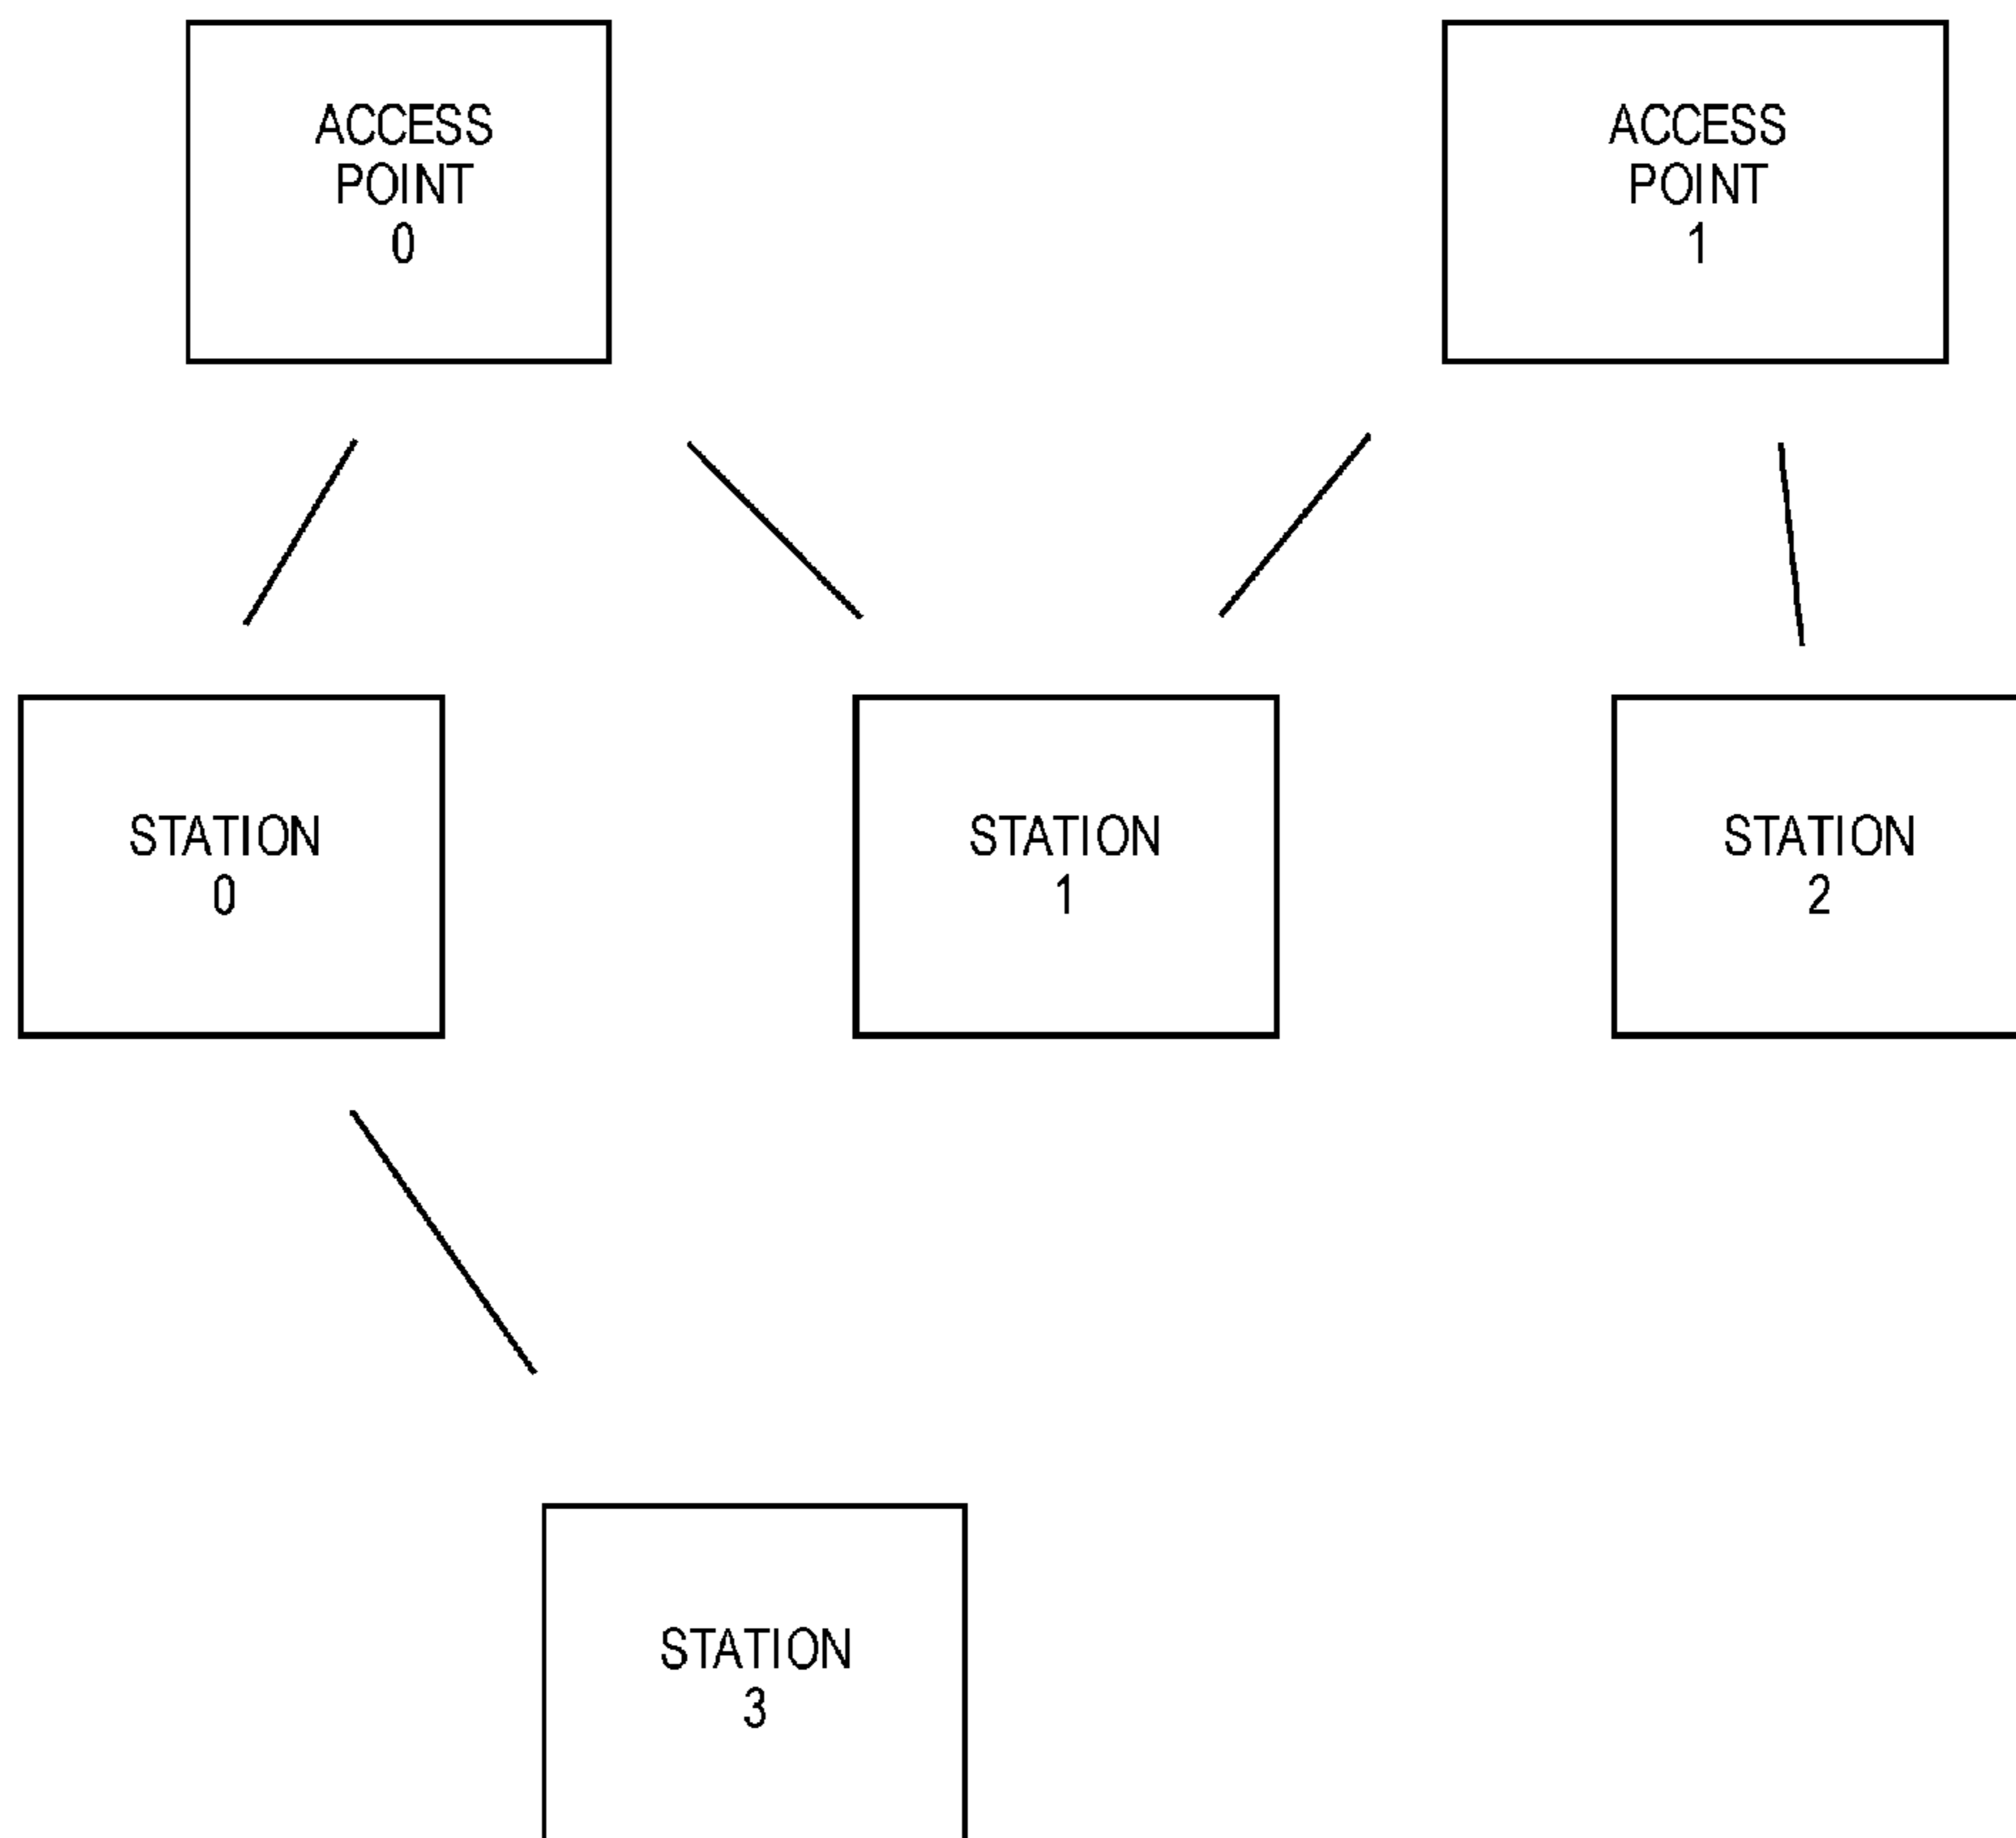 ACCESS
POINT
0
ACCESS
POINT
1
STATION
0
STATION
1
STATION
2
STATION
3